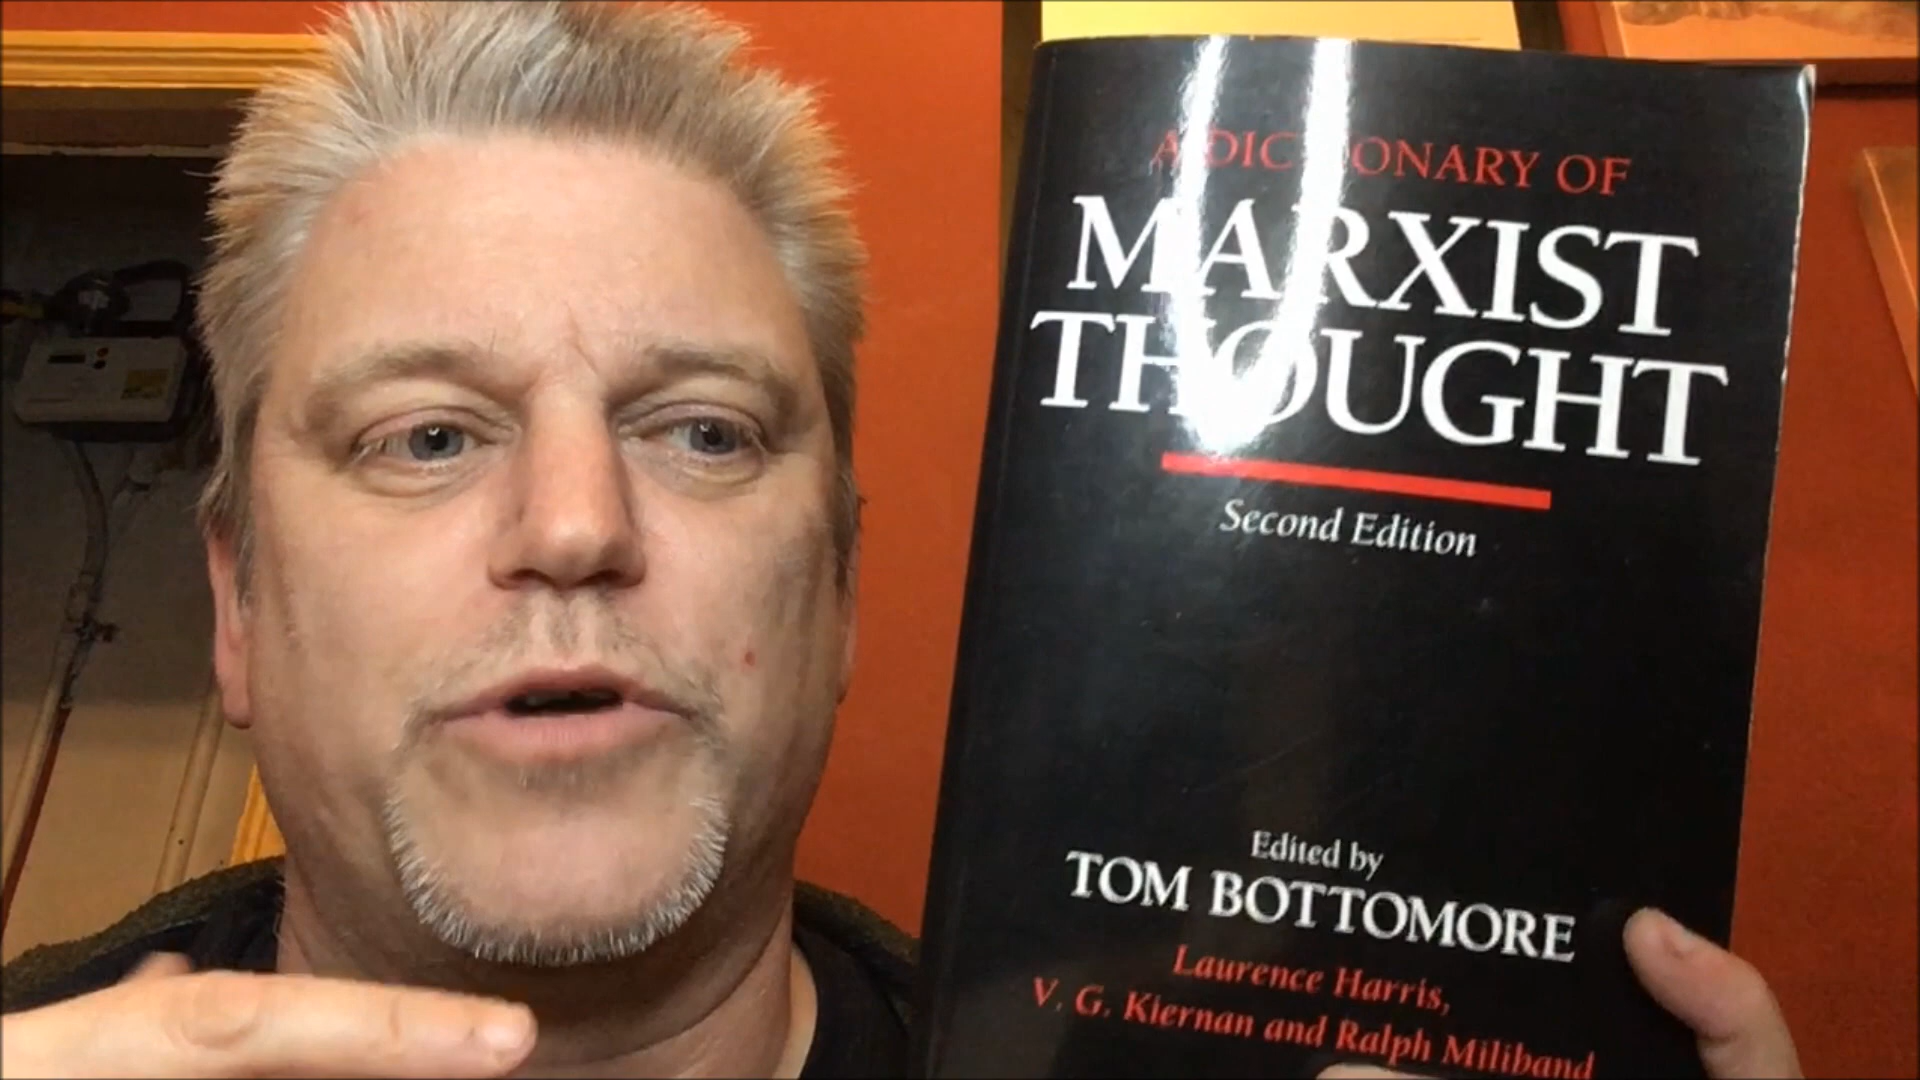 A DICTIONARY OF
MARXIST
THOUGHT
Second Edition
Edited by
TOM BOTTOMORE
Laurence Harris,
V. G. Kiernan and Ralph Miliband